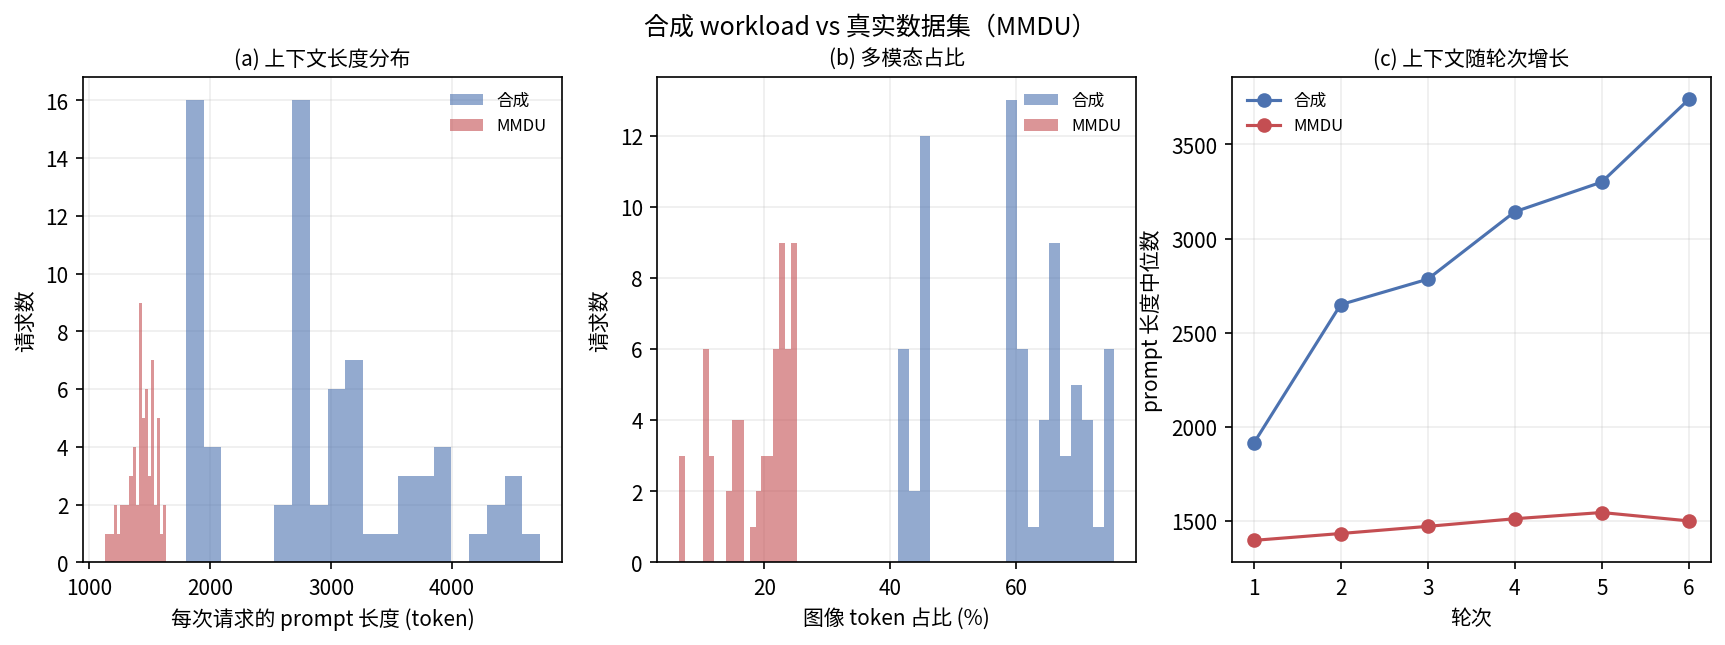 合成 workload vs 真实数据集（MMDU）
(a) 上下文长度分布
请求数
16
14
12
10
8
6
4
2
0
合成
MMDU
1000
2000
3000
4000
每次请求的 prompt 长度 (token)
(b) 多模态占比
请求数
12
10
8
6
4
2
0
合成
MMDU
20
40
60
图像 token 占比 (%)
(c) 上下文随轮次增长
prompt 长度中位数
3500
3000
2500
2000
1500
合成
MMDU
1
2
3
4
5
6
轮次